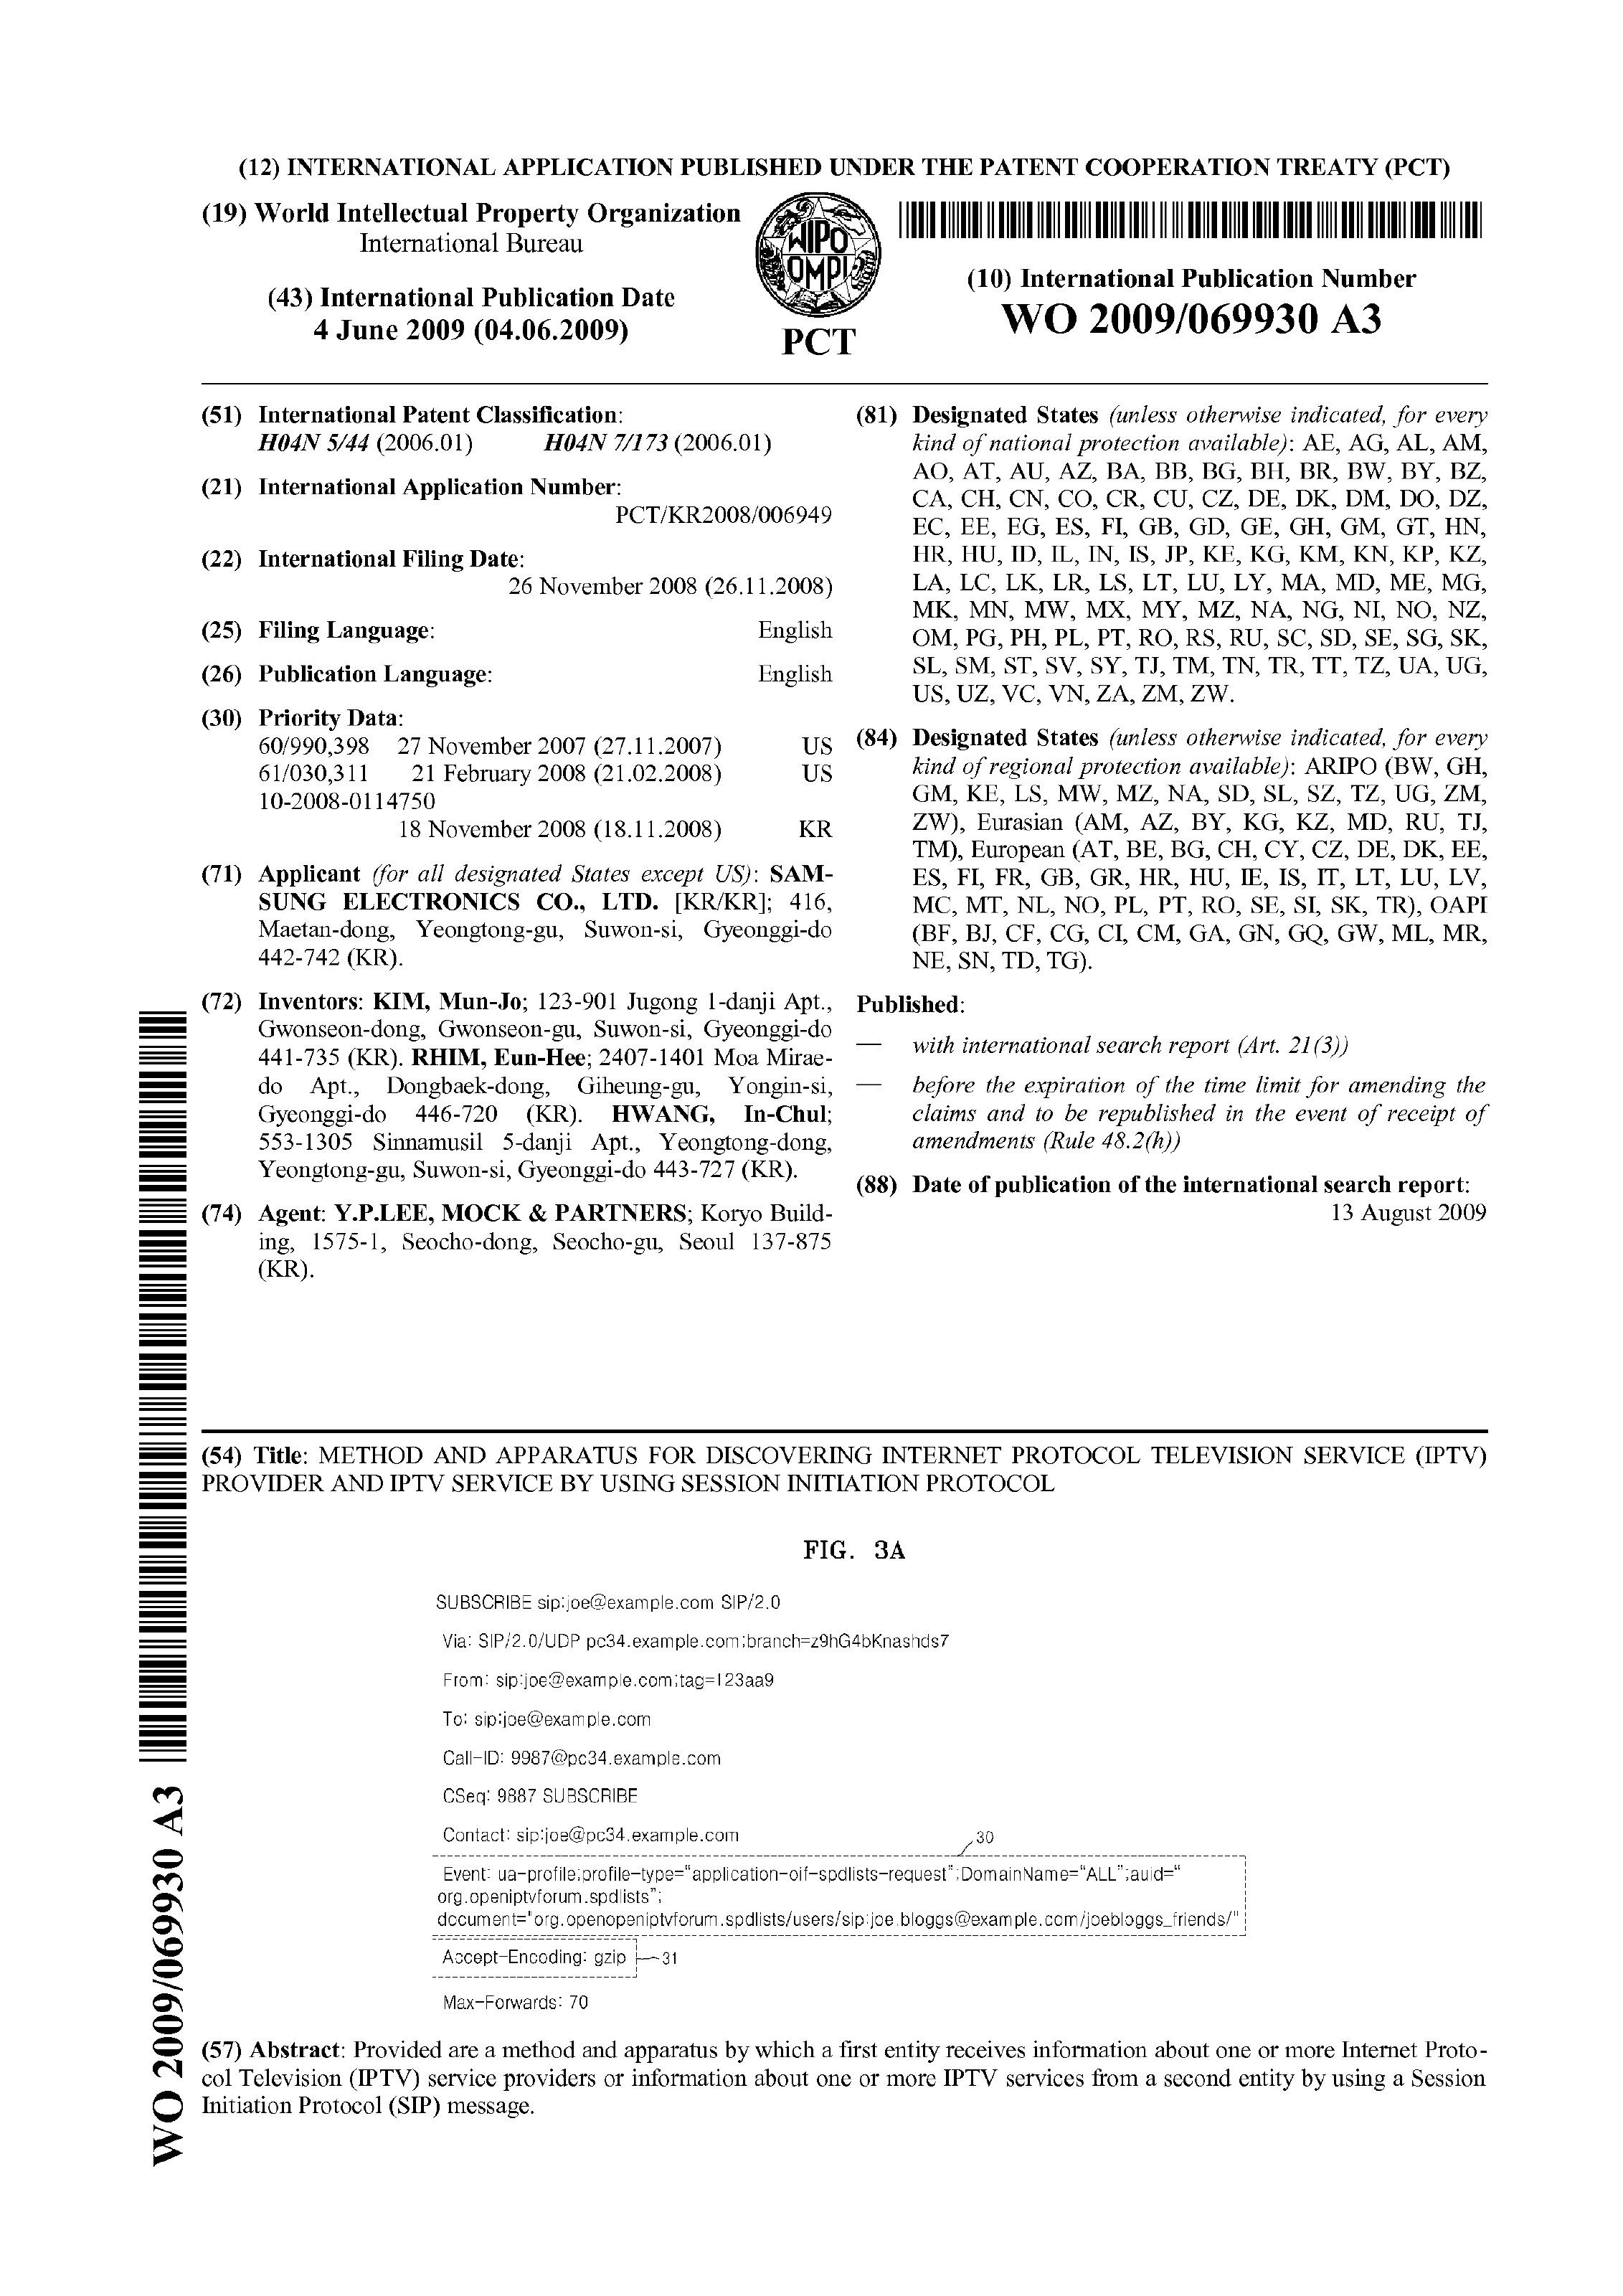 (12) INTERNATIONAL APPLICATION PUBLISHED UNDER THE PATENT COOPERATION TREATY (PCT)
(19) World Intellectual Property Organization
International Bureau
(43) International Publication Date
4 June 2009 (04.06.2009)
WIPO
OMPI
PCT
(10) International Publication Number
WO 2009/069930 A3
(51) International Patent Classification:
H04N 5/44 (2006.01) H04N 7/173 (2006.01)
(21) International Application Number:
PCT/KR2008/006949
(22) International Filing Date:
26 November 2008 (26.11.2008)
(25) Filing Language: English
(26) Publication Language: English
(30) Priority Data:
60/990,398 27 November 2007 (27.11.2007) US
61/030,311 21 February 2008 (21.02.2008) US
10-2008-0114750
18 November 2008 (18.11.2008) KR
(71) Applicant (for all designated States except US): SAM-
SUNG ELECTRONICS CO., LTD. [KR/KR]; 416,
Maetan-dong, Yeongtong-gu, Suwon-si, Gyeonggi-do
442-742 (KR).
(72) Inventors: KIM, Mun-Jo; 123-901 Jugong 1-danji Apt.,
Gwonseon-dong, Gwonseon-gu, Suwon-si, Gyeonggi-do
441-735 (KR). RHIM, Eun-Hee; 2407-1401 Moa Mirae-
do Apt., Dongbaek-dong, Giheung-gu, Yongin-si,
Gyeonggi-do 446-720 (KR). HWANG, In-Chul;
553-1305 Sinnamusil 5-danji Apt., Yeongtong-dong,
Yeongtong-gu, Suwon-si, Gyeonggi-do 443-727 (KR).
(74) Agent: Y.P.LEE, MOCK & PARTNERS; Koryo Build-
ing, 1575-1, Seocho-dong, Seocho-gu, Seoul 137-875
(KR).
(81) Designated States (unless otherwise indicated, for every
kind of national protection available): AE, AG, AL, AM,
AO, AT, AU, AZ, BA, BB, BG, BH, BR, BW, BY, BZ,
CA, CH, CN, CO, CR, CU, CZ, DE, DK, DM, DO, DZ,
EC, EE, EG, ES, FI, GB, GD, GE, GH, GM, GT, HN,
HR, HU, ID, IL, IN, IS, JP, KE, KG, KM, KN, KP, KZ,
LA, LC, LK, LR, LS, LT, LU, LY, MA, MD, ME, MG,
MK, MN, MW, MX, MY, MZ, NA, NG, NI, NO, NZ,
OM, PG, PH, PL, PT, RO, RS, RU, SC, SD, SE, SG, SK,
SL, SM, ST, SV, SY, TJ, TM, TN, TR, TT, TZ, UA, UG,
US, UZ, VC, VN, ZA, ZM, ZW.
(84) Designated States (unless otherwise indicated, for every
kind of regional protection available): ARIPO (BW, GH,
GM, KE, LS, MW, MZ, NA, SD, SL, SZ, TZ, UG, ZM,
ZW), Eurasian (AM, AZ, BY, KG, KZ, MD, RU, TJ,
TM), European (AT, BE, BG, CH, CY, CZ, DE, DK, EE,
ES, FI, FR, GB, GR, HR, HU, IE, IS, IT, LT, LU, LV,
MC, MT, NL, NO, PL, PT, RO, SE, SI, SK, TR), OAPI
(BF, BJ, CF, CG, CI, CM, GA, GN, GQ, GW, ML, MR,
NE, SN, TD, TG).
Published:
— with international search report (Art. 21(3))
— before the expiration of the time limit for amending the
claims and to be republished in the event of receipt of
amendments (Rule 48.2(h))
(88) Date of publication of the international search report:
13 August 2009
WO 2009/069930 A3
(54) Title: METHOD AND APPARATUS FOR DISCOVERING INTERNET PROTOCOL TELEVISION SERVICE (IPTV)
PROVIDER AND IPTV SERVICE BY USING SESSION INITIATION PROTOCOL
FIG. 3A
SUBSCRIBE sip:joe@example.com SIP/2.0
Via: SIP/2.0/UDP pc34.example.com;branch=z9hG4bKnashds7
From: sip:joe@example.com;tag=123aa9
To: sip:joe@example.com
Call-ID: 9987@pc34.example.com
CSeq: 9887 SUBSCRIBE
Contact: sip:joe@pc34.example.com
30
Event: ua-profile;profile-type="application-oif-spdlists-request";DomainName="ALL";auid="
org.openiptvforum.spdlists";
document="org.openopeniptvforum.spdlists/users/sip:joe.bloggs@example.com/joebloggs_friends/"
Accept-Encoding: gzip 31
Max-Forwards: 70
(57) Abstract: Provided are a method and apparatus by which a first entity receives information about one or more Internet Proto-
col Television (IPTV) service providers or information about one or more IPTV services from a second entity by using a Session
Initiation Protocol (SIP) message.